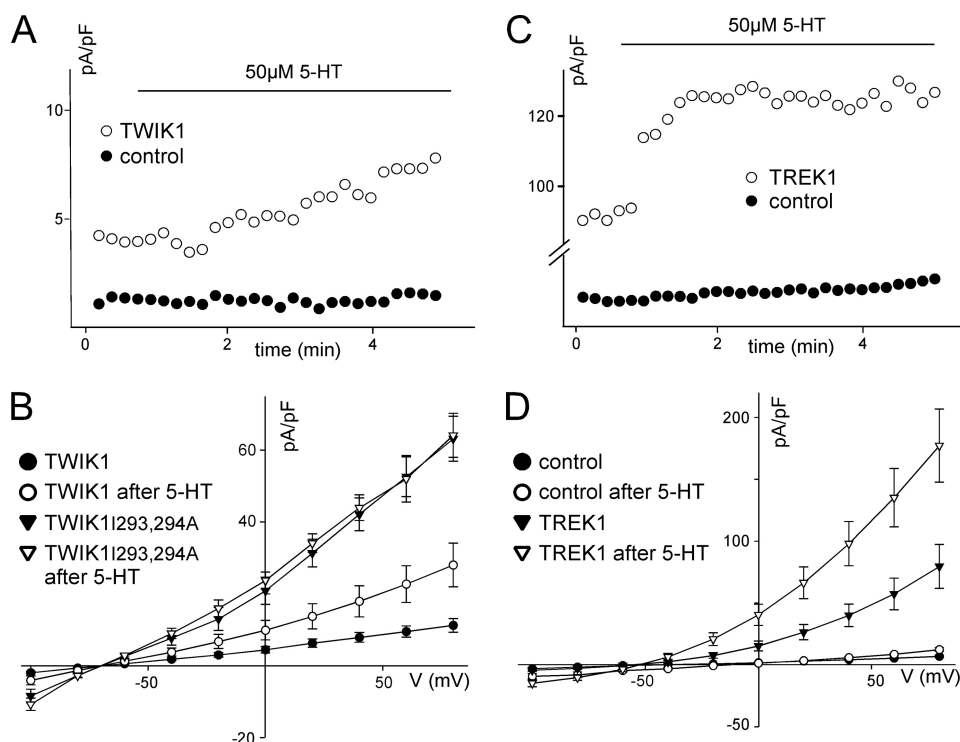 A
pA/pF
50µM 5-HT
10
TWIK1
control
5
0
2
4
time (min)
C
pA/pF
50µM 5-HT
120
TREK1
100
control
0
2
4
time (min)
B
pA/pF
TWIK1
60
TWIK1 after 5-HT
TWIK1I293,294A
40
TWIK1I293,294A
after 5-HT
-50
50
V (mV)
-20
D
200
pA/pF
control
control after 5-HT
TREK1
100
TREK1 after 5-HT
-50
50
V (mV)
-50